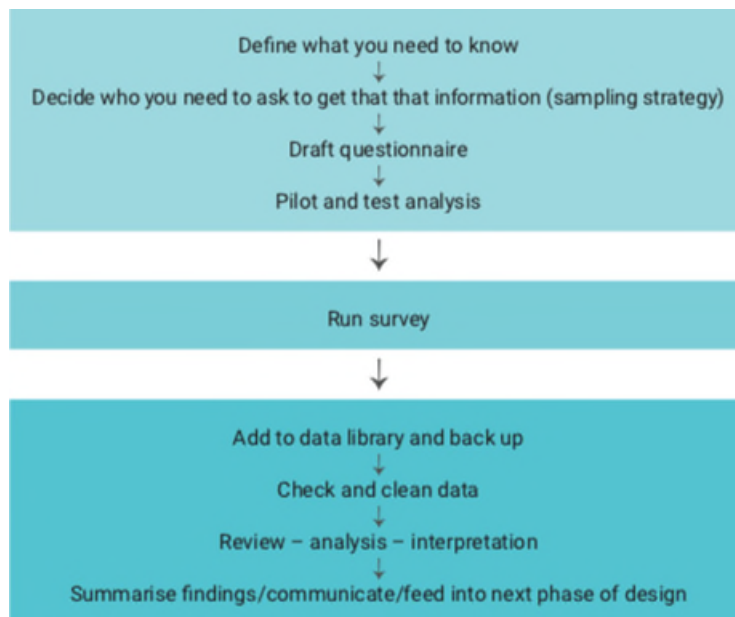 Define what you need to know
↓
Decide who you need to ask to get that that information (sampling strategy)
↓
Draft questionnaire
↓
Pilot and test analysis
↓
Run survey
↓
Add to data library and back up
↓
Check and clean data
↓
Review – analysis – interpretation
↓
Summarise findings/communicate/feed into next phase of design